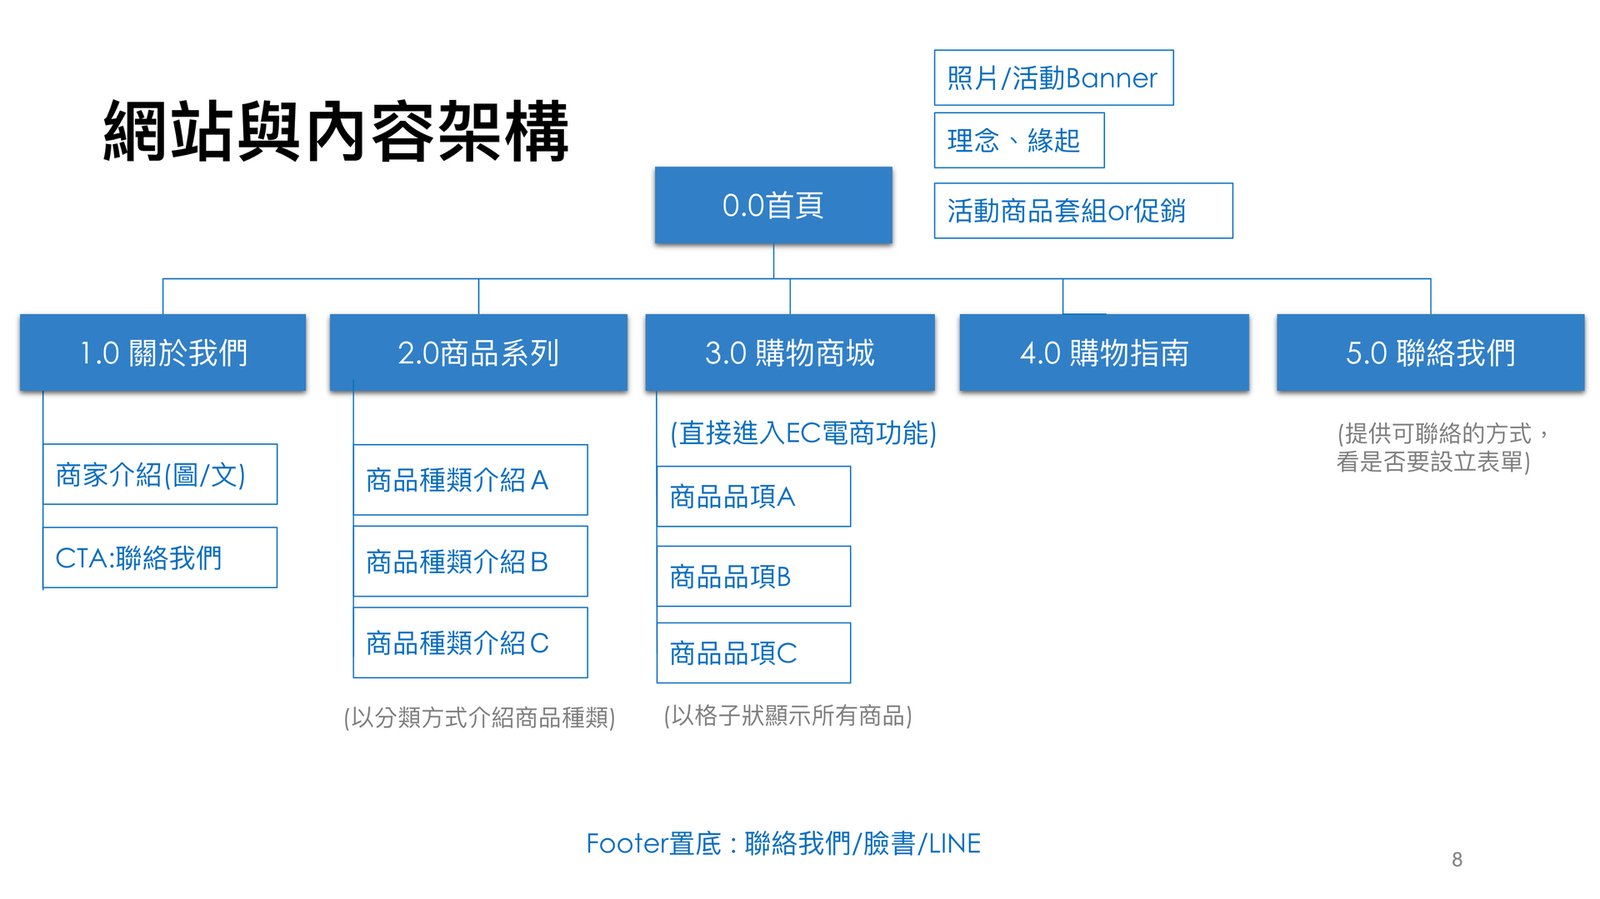 網站與內容架構
照片/活動Banner
理念、緣起
活動商品套組or促銷
0.0首頁
1.0 關於我們
2.0商品系列
3.0 購物商城
4.0 購物指南
5.0 聯絡我們
商家介紹(圖/文)
CTA:聯絡我們
商品種類介紹A
商品種類介紹B
商品種類介紹C
(以分類方式介紹商品種類)
(直接進入EC電商功能)
商品品項A
商品品項B
商品品項C
(以格子狀顯示所有商品)
(提供可聯絡的方式，
看是否要設立表單)
Footer置底 : 聯絡我們/臉書/LINE
8